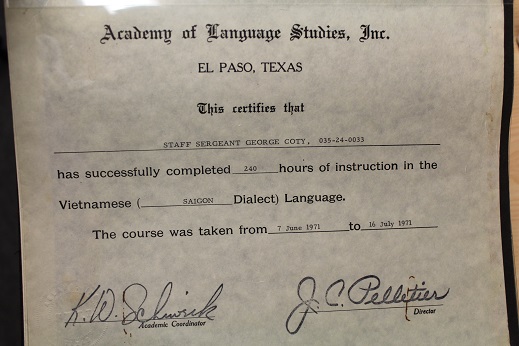 Academy of Language Studies, Inc.
EL PASO, TEXAS
This certifies that
STAFF SERGEANT GEORGE COTY, 035-24-0033
has successfully completed 240 hours of instruction in the
Vietnamese ( SAIGON Dialect) Language.
The course was taken from 7 June 1971 to 16 July 1971
K. W. J. C. Pelletier
Academic Coordinator Director